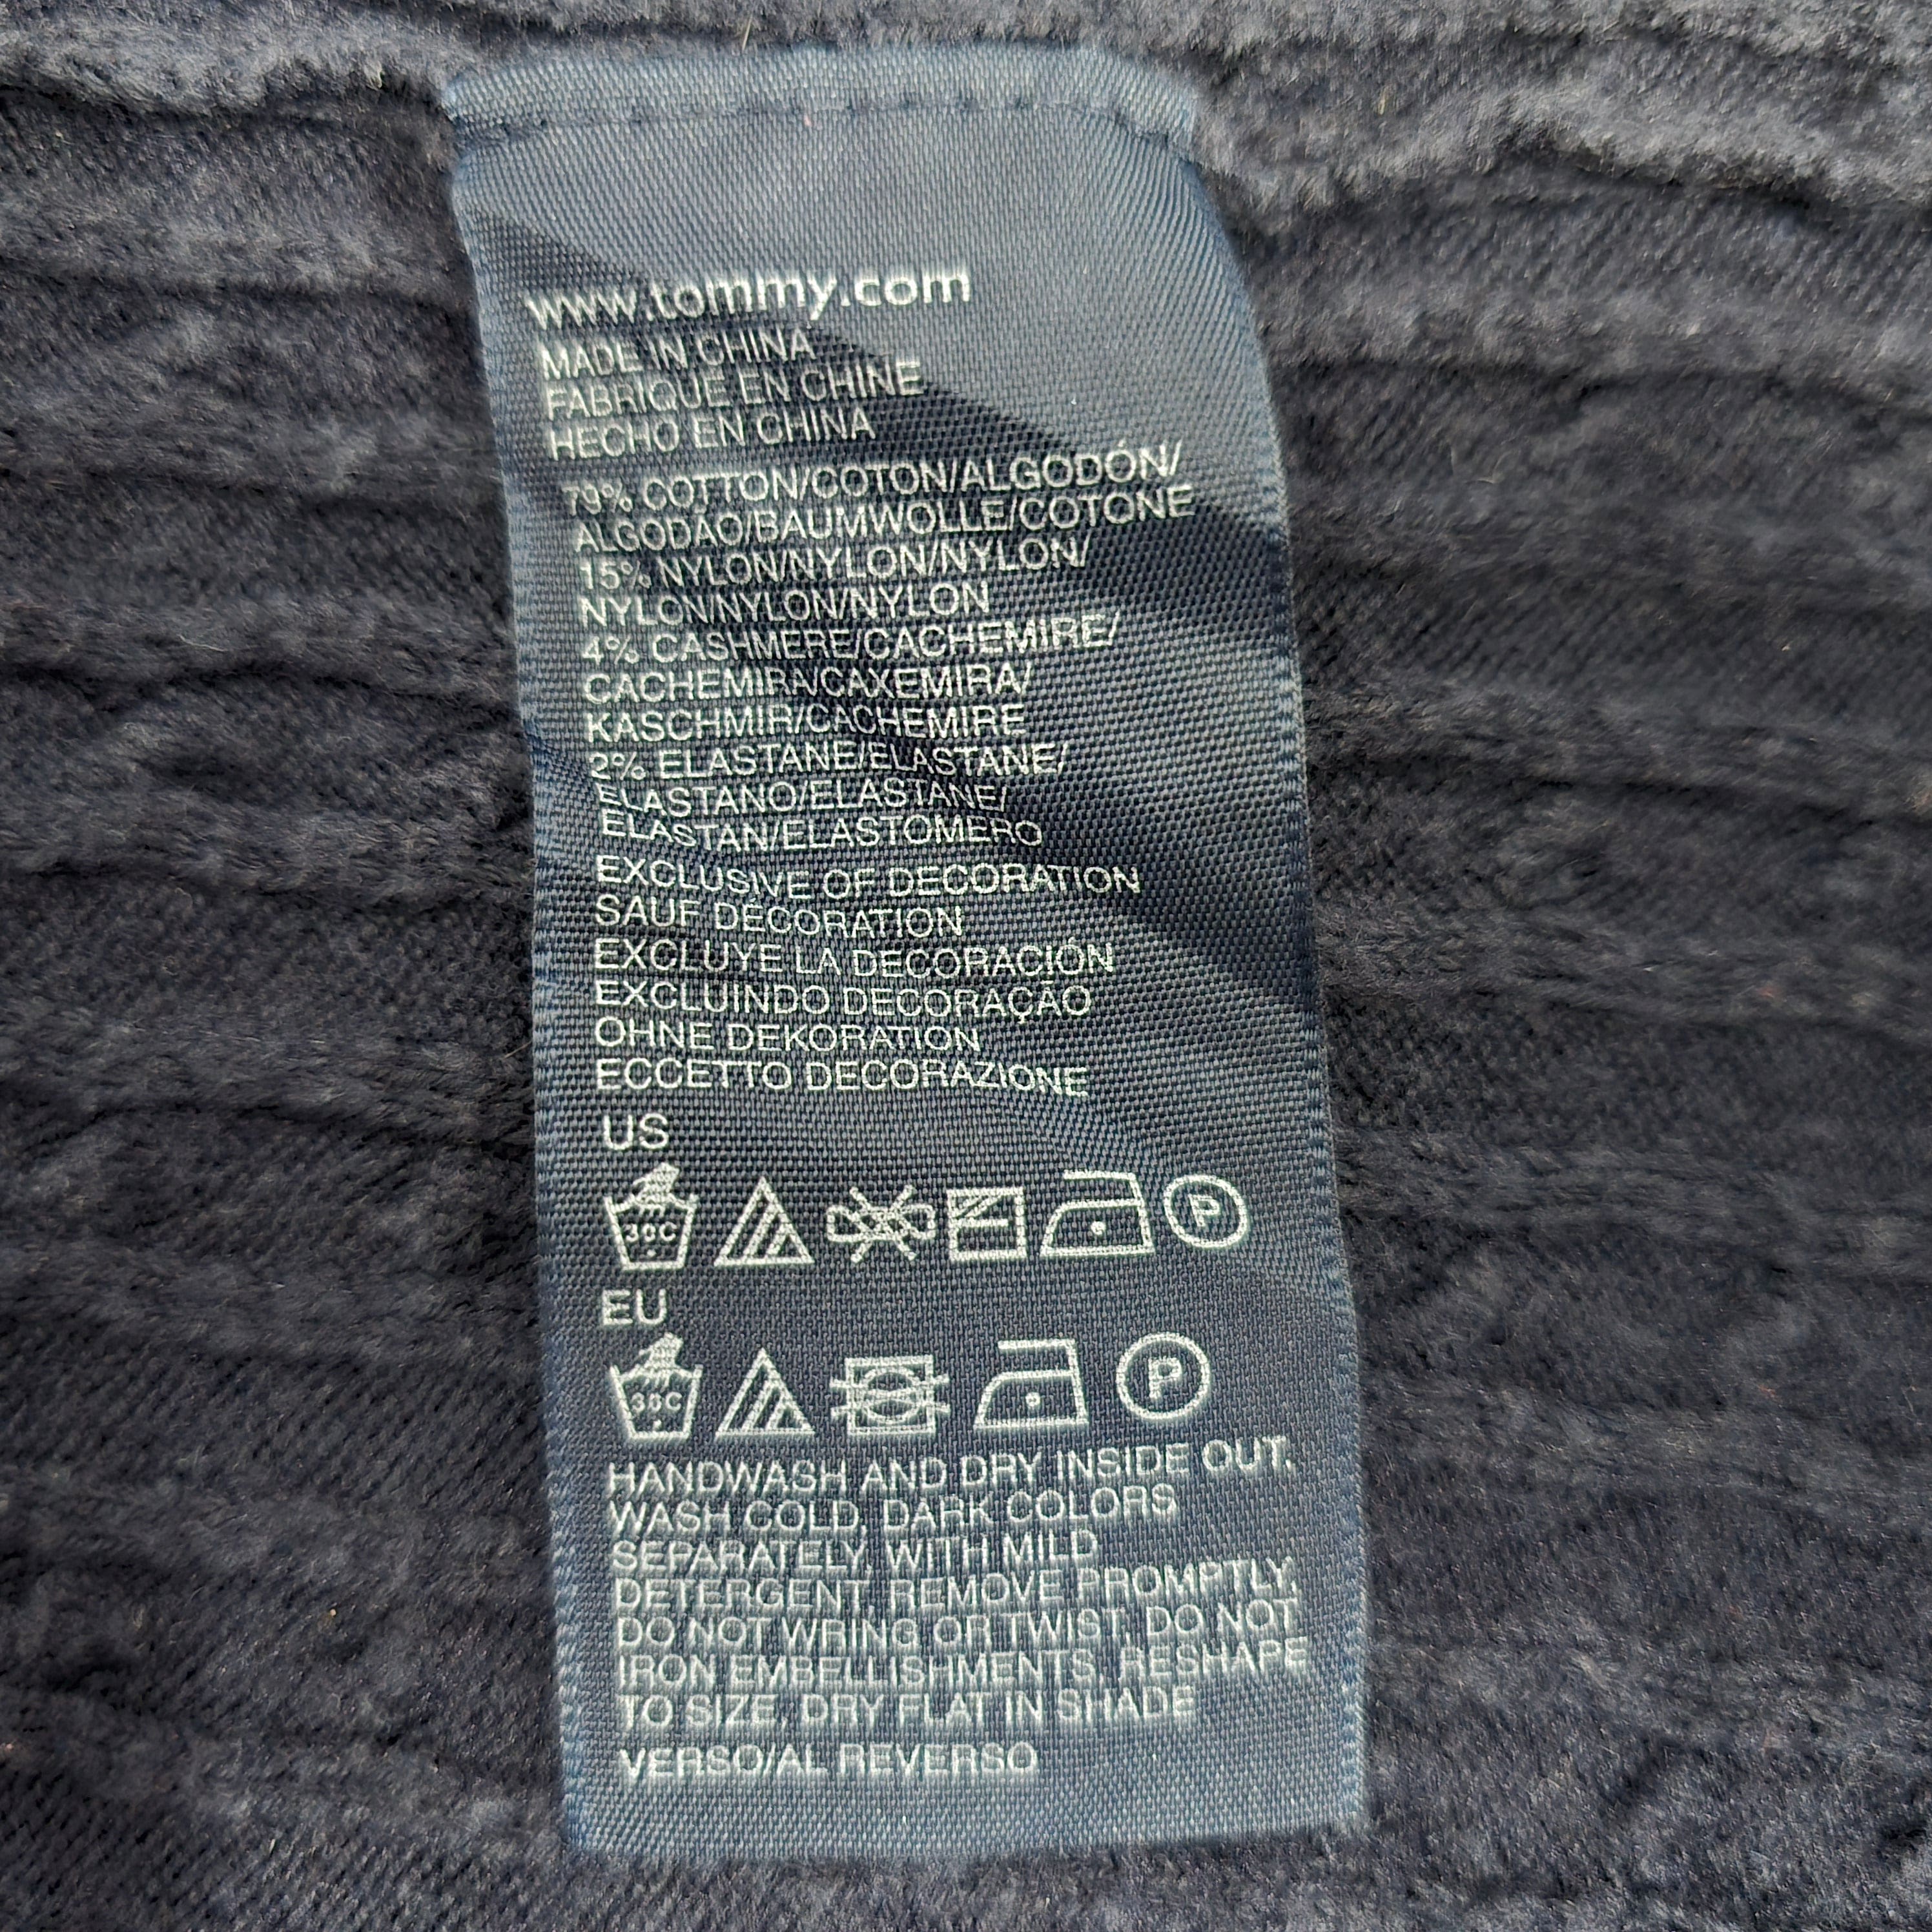 www.tommy.com
MADE IN CHINA
FABRIQUE EN CHINE
HECHO EN CHINA
79% COTTON/COTON/ALGODÓN/
ALGODAO/BAUMWOLLE/COTONE
15% NYLON/NYLON/NYLON/
NYLON/NYLON/NYLON
4% CASHMERE/CACHEMIRE/
CACHEMIRA/CAXEMIRA/
KASCHMIR/CACHEMIRE
2% ELASTANE/ELASTANE/
ELASTANO/ELASTANE/
ELASTAN/ELASTOMERO
EXCLUSIVE OF DECORATION
SAUF DÉCORATION
EXCLUYE LA DECORACIÓN
EXCLUINDO DECORAÇÃO
OHNE DEKORATION
ECCETTO DECORAZIONE
US
30C P
EU
30C P
HANDWASH AND DRY INSIDE OUT,
WASH COLD, DARK COLORS
SEPARATELY, WITH MILD
DETERGENT, REMOVE PROMPTLY,
DO NOT WRING OR TWIST, DO NOT
IRON EMBELLISHMENTS, RESHAPE
TO SIZE, DRY FLAT IN SHADE
VERSO/AL REVERSO